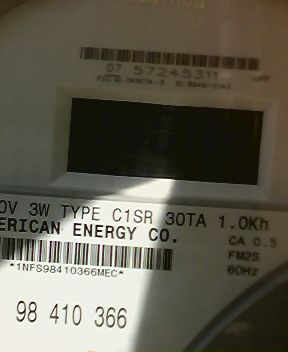 07 57245311
0V 3W TYPE C1SR 30TA 1.0Kh
ERICAN ENERGY CO.
CA 0.5
FM2S
60Hz
*1NFS98410366MEC*
98 410 366